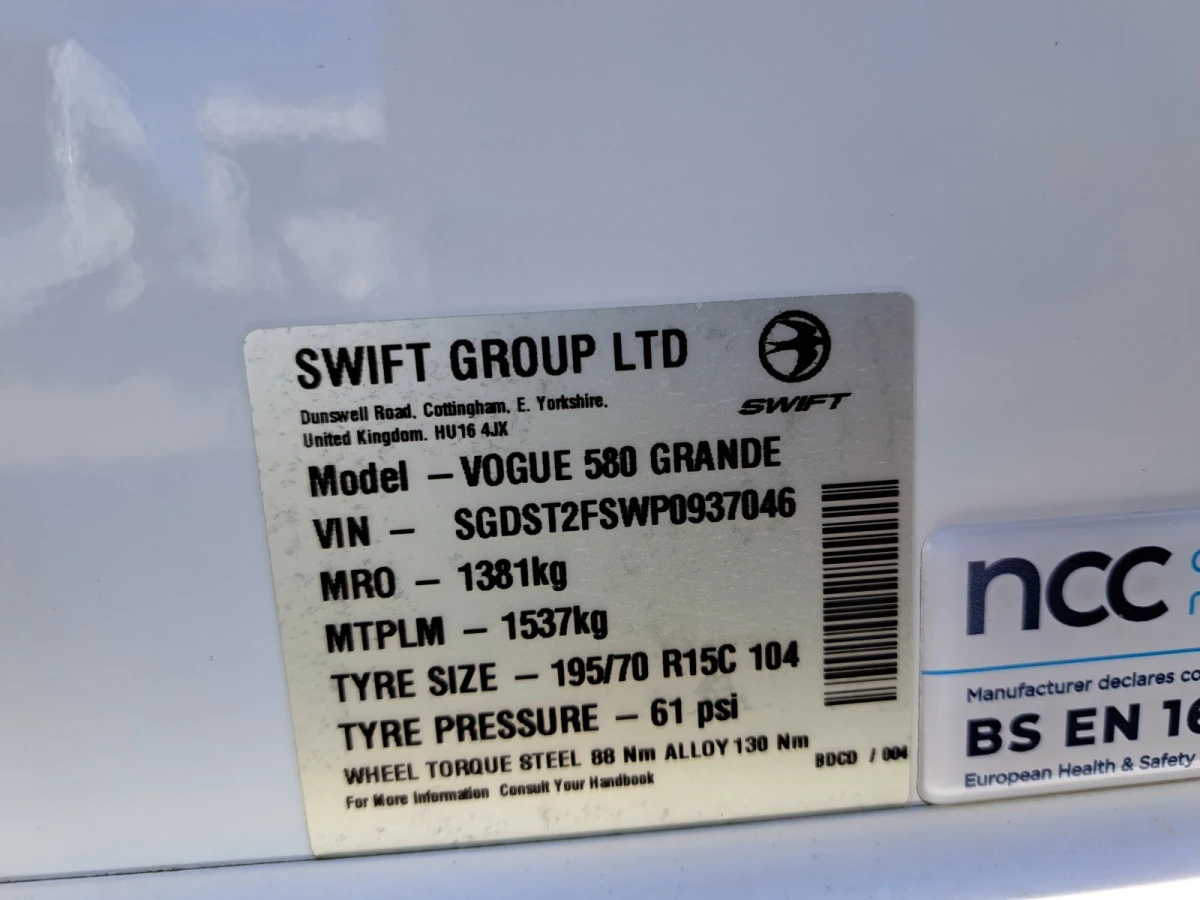 SWIFT GROUP LTD
SWIFT
Dunswell Road. Cottingham. E. Yorkshire.
United Kingdom. HU16 4JX
Model – VOGUE 580 GRANDE
VIN – SGDST2FSWP0937046
MRO – 1381kg
MTPLM – 1537kg
TYRE SIZE – 195/70 R15C 104
TYRE PRESSURE – 61 psi
WHEEL TORQUE STEEL 88 Nm ALLOY 130 Nm
BDCD / 004
For More Information Consult Your Handbook
ncc
Manufacturer declares
BS EN
European Health & Safety